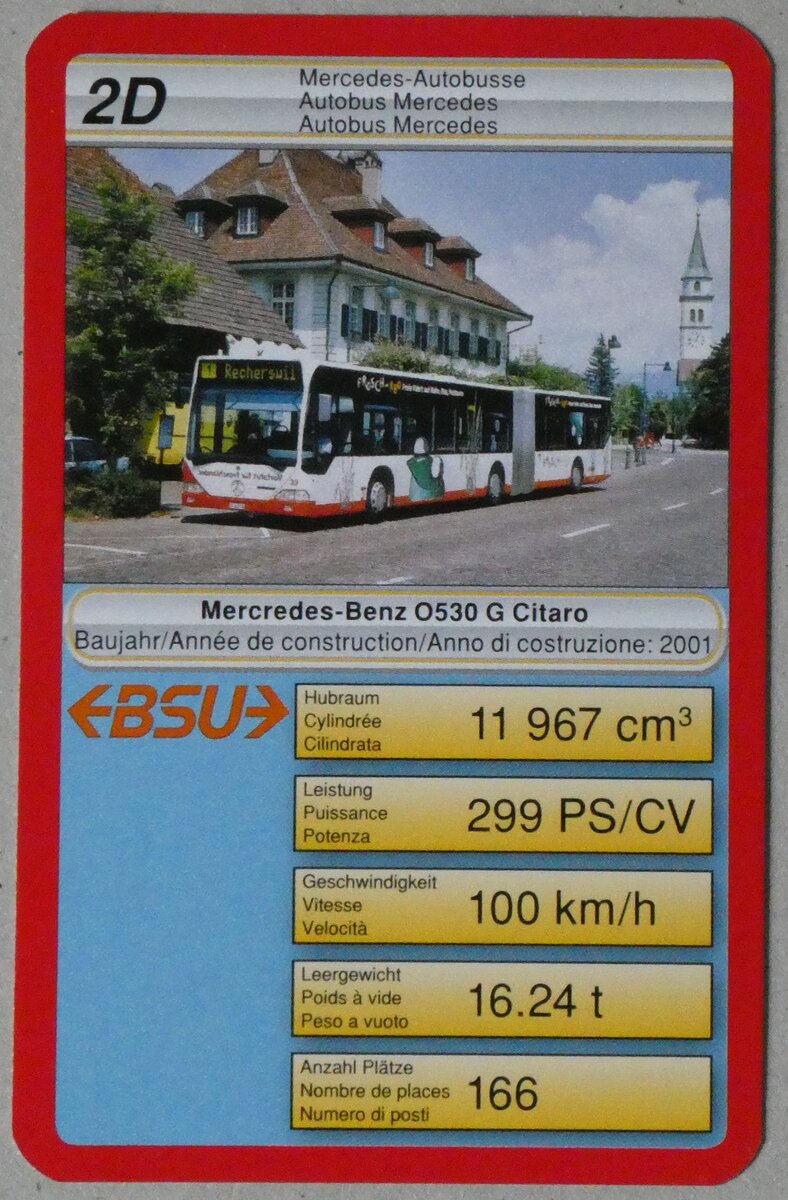 2D
Mercedes-Autobusse
Autobus Mercedes
Autobus Mercedes
Recherswil
FRESCH-
Mercredes-Benz O530 G Citaro
Baujahr/Année de construction/Anno di costruzione: 2001
BSU
Hubraum
Cylindrée
Cilindrata
11 967 cm³
Leistung
Puissance
Potenza
299 PS/CV
Geschwindigkeit
Vitesse
Velocità
100 km/h
Leergewicht
Poids à vide
Peso a vuoto
16.24 t
Anzahl Plätze
Nombre de places
Numero di posti
166